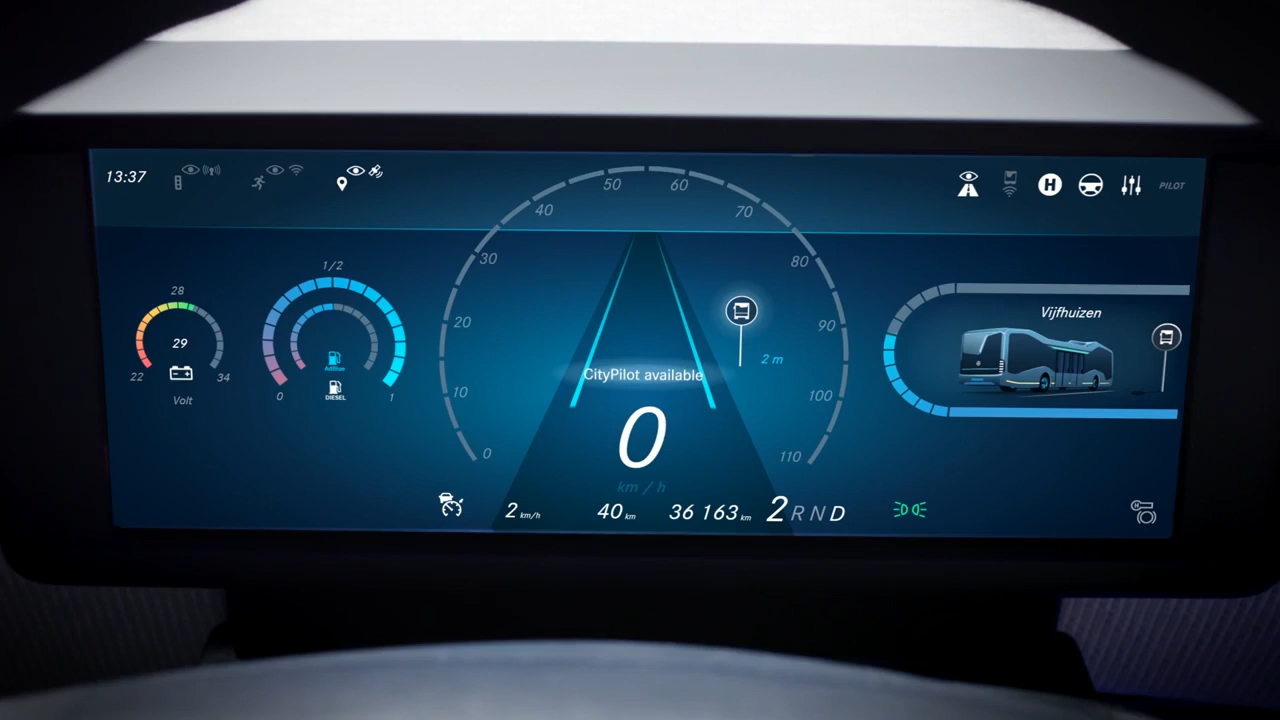 13:37
PILOT
50 60
40 70
30 80
20 90
10 100
0 110
28
29
22 34
Volt
1/2
AdBlue
DIESEL
0 1
2 m
CityPilot available
0
km / h
2 km/h 40 km 36 163 km 2 R N D
Vijfhuizen
H